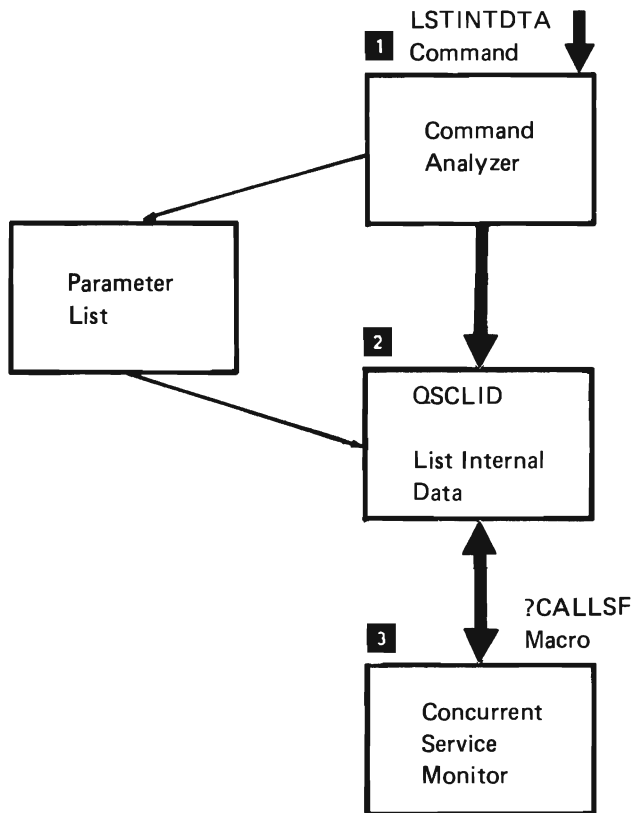 LSTINTDTA
1 Command
Command
Analyzer
Parameter
List
2
QSCLID
List Internal
Data
?CALLSF
3 Macro
Concurrent
Service
Monitor